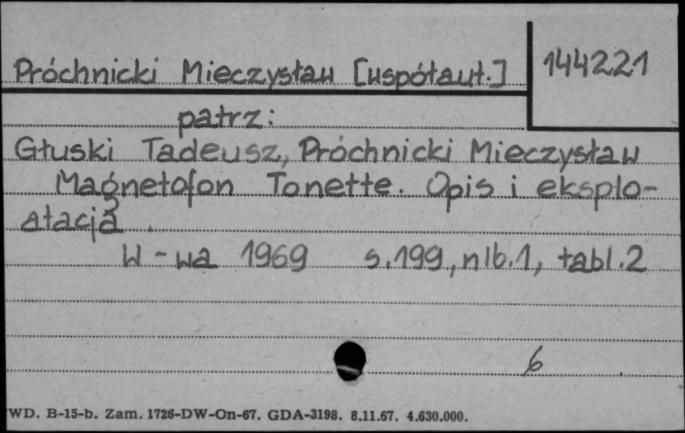 Próchnicki Mieczysław [współaut.] 144221
patrz:
Głuski Tadeusz, Próchnicki Mieczysław
Magnetofon Tonette. Opis i eksplo-
atacja.
W-wa 1969 s.199, nlb.1, tabl.2
6
WD. B-15-b. Zam. 1726-DW-On-67. GDA-3198. 8.11.67. 4.630.000.